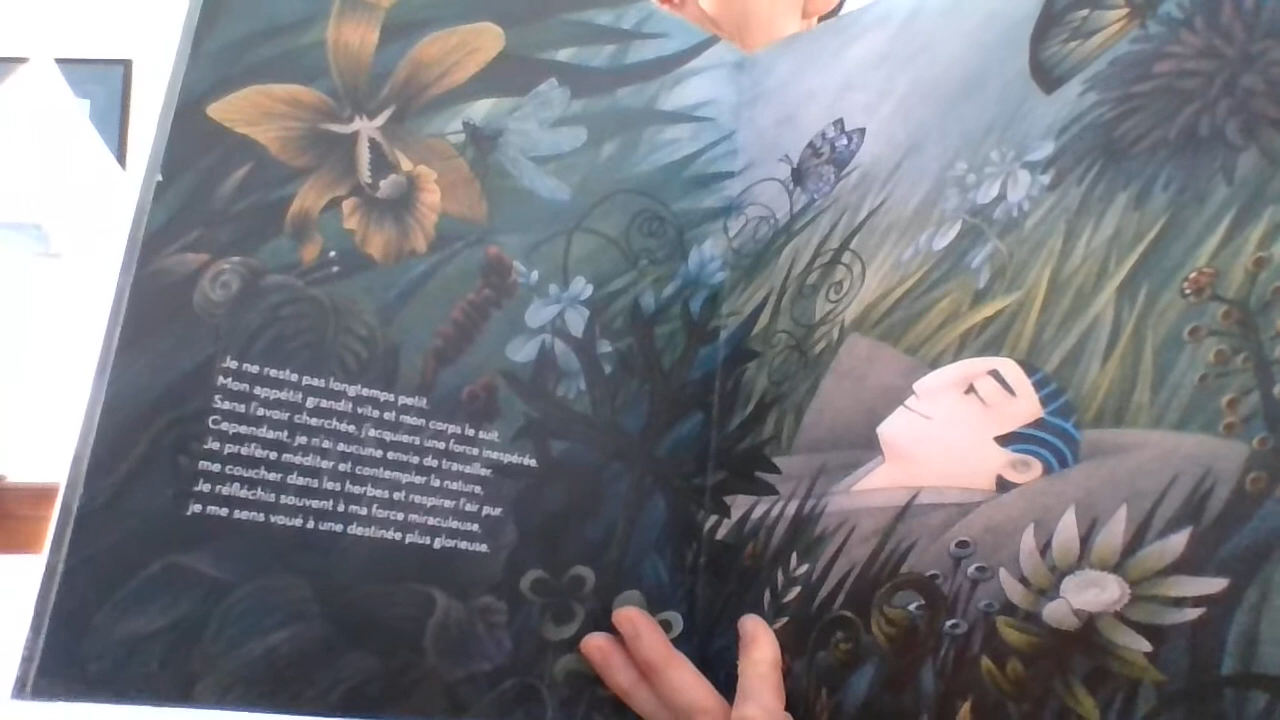 Je ne reste pas longtemps petit.
Mon appétit grandit vite et mon corps le suit.
Sans l'avoir cherchée, j'acquiers une force inespérée.
Cependant, je n'ai aucune envie de travailler.
Je préfère méditer et contempler la nature,
me coucher dans les herbes et respirer l'air pur.
Je réfléchis souvent à ma force miraculeuse,
je me sens voué à une destinée plus glorieuse.